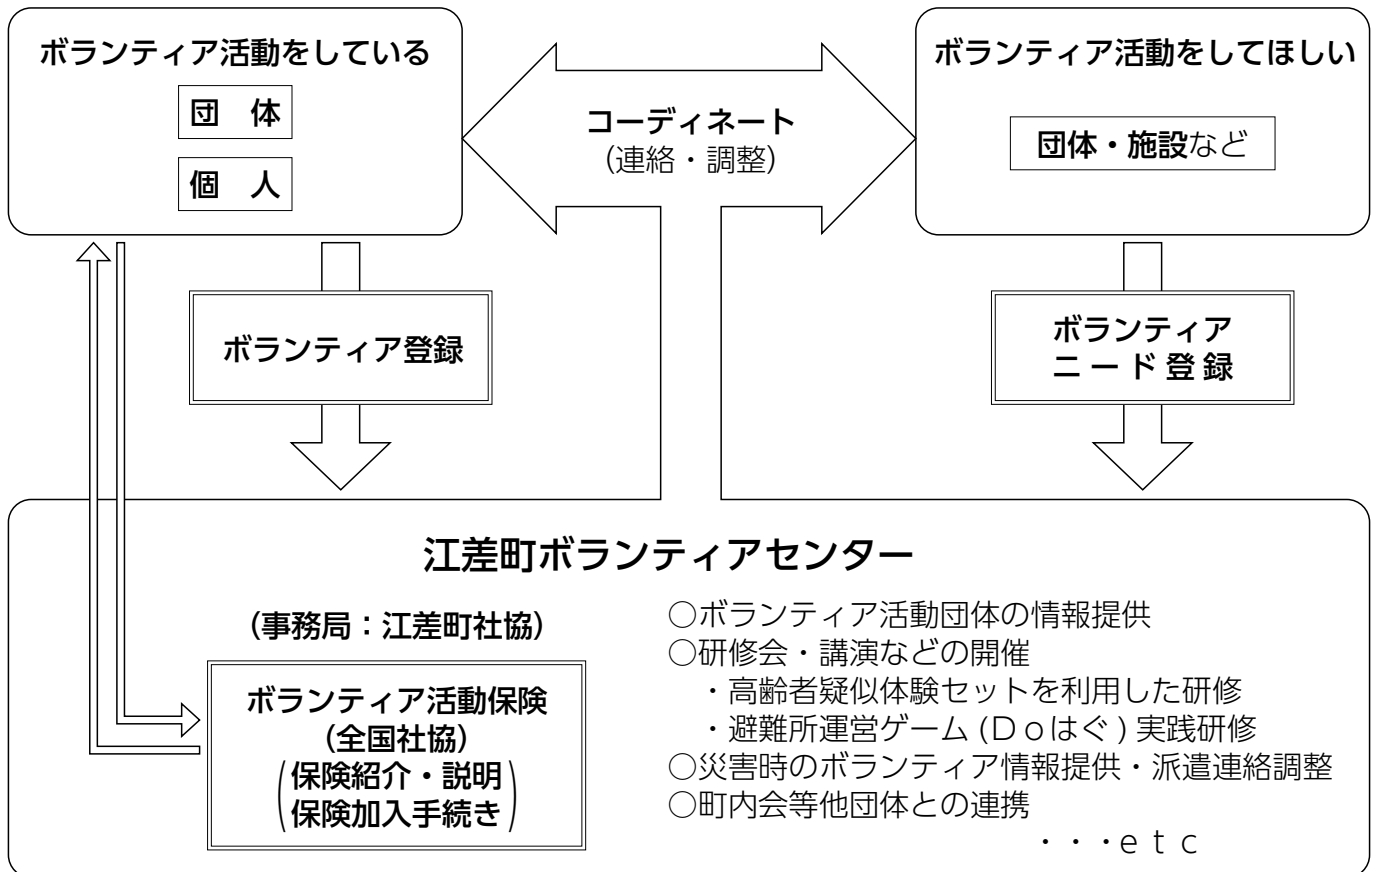 ボランティア活動をしている
団　体
個　人
コーディネート
(連絡・調整)
ボランティア活動をしてほしい
団体・施設など
ボランティア登録
ボランティア
ニード登録
江差町ボランティアセンター
(事務局：江差町社協)
ボランティア活動保険
(全国社協)
(保険紹介・説明
保険加入手続き)
○ボランティア活動団体の情報提供
○研修会・講演などの開催
・高齢者疑似体験セットを利用した研修
・避難所運営ゲーム(Ｄｏはぐ)実践研修
○災害時のボランティア情報提供・派遣連絡調整
○町内会等他団体との連携
・・・ｅｔｃ